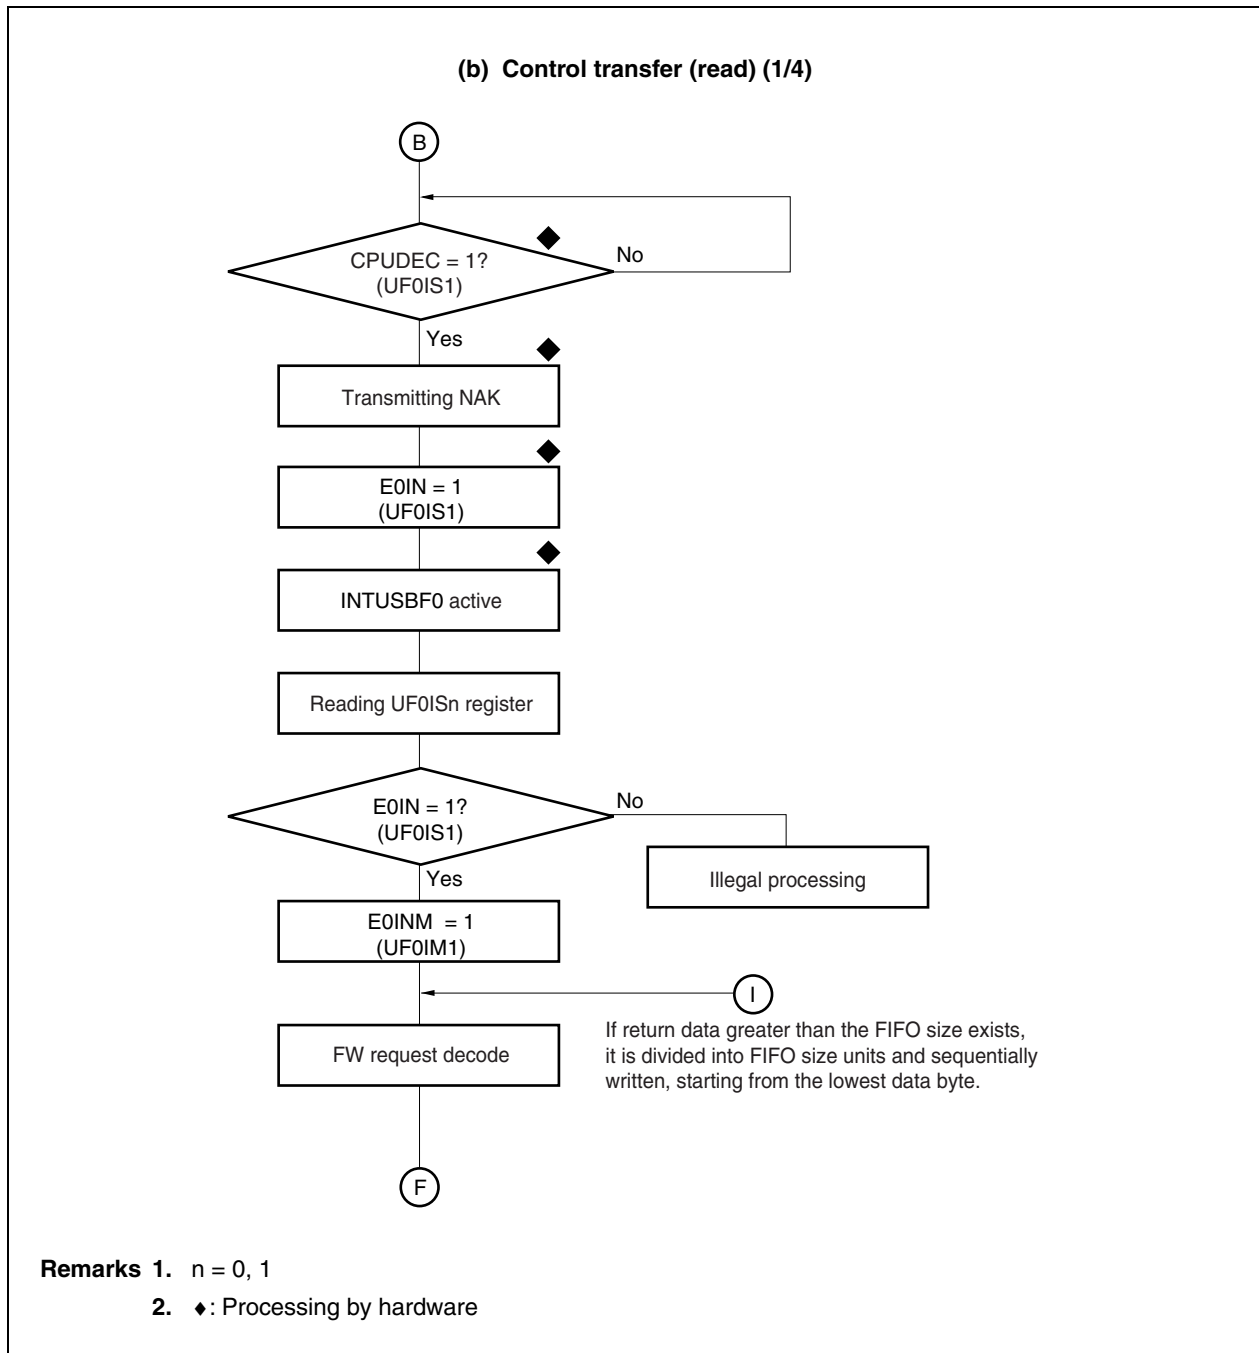 (b) Control transfer (read) (1/4)
B
CPUDEC = 1?
(UF0IS1)
No
Yes
Transmitting NAK
E0IN = 1
(UF0IS1)
INTUSBF0 active
Reading UF0ISn register
E0IN = 1?
(UF0IS1)
No
Illegal processing
Yes
E0INM = 1
(UF0IM1)
I
If return data greater than the FIFO size exists,
it is divided into FIFO size units and sequentially
written, starting from the lowest data byte.
FW request decode
F
Remarks 1. n = 0, 1
2. ♦: Processing by hardware